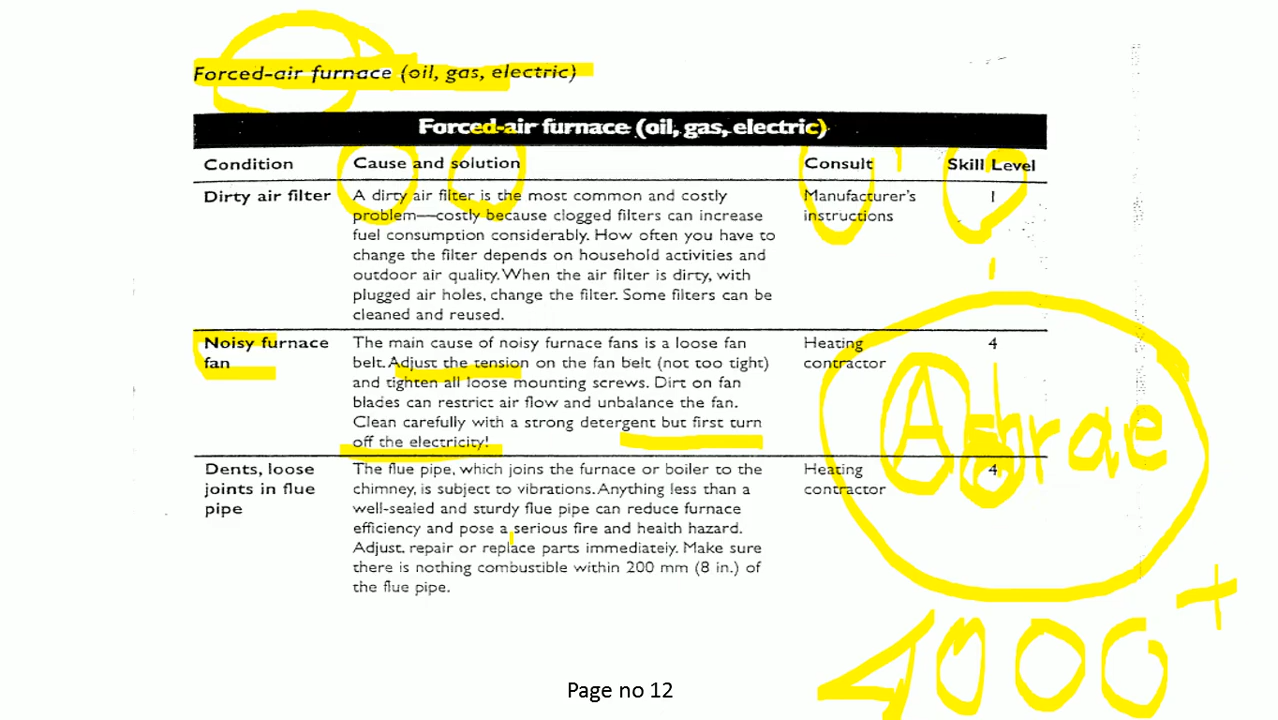 Forced-air furnace (oil, gas, electric)
Forced-air furnace (oil, gas, electric)
Condition Cause and solution Consult Skill Level
Dirty air filter A dirty air filter is the most common and costly Manufacturer's 1
problem—costly because clogged filters can increase instructions
fuel consumption considerably. How often you have to
change the filter depends on household activities and
outdoor air quality. When the air filter is dirty, with
plugged air holes, change the filter. Some filters can be
cleaned and reused.
Noisy furnace The main cause of noisy furnace fans is a loose fan Heating 4
fan belt. Adjust the tension on the fan belt (not too tight) contractor
and tighten all loose mounting screws. Dirt on fan
blades can restrict air flow and unbalance the fan.
Clean carefully with a strong detergent but first turn
off the electricity!
Dents, loose The flue pipe, which joins the furnace or boiler to the Heating 4
joints in flue chimney, is subject to vibrations. Anything less than a contractor
pipe well-sealed and sturdy flue pipe can reduce furnace
efficiency and pose a serious fire and health hazard.
Adjust, repair or replace parts immediately. Make sure
there is nothing combustible within 200 mm (8 in.) of
the flue pipe.
4000+
Page no 12